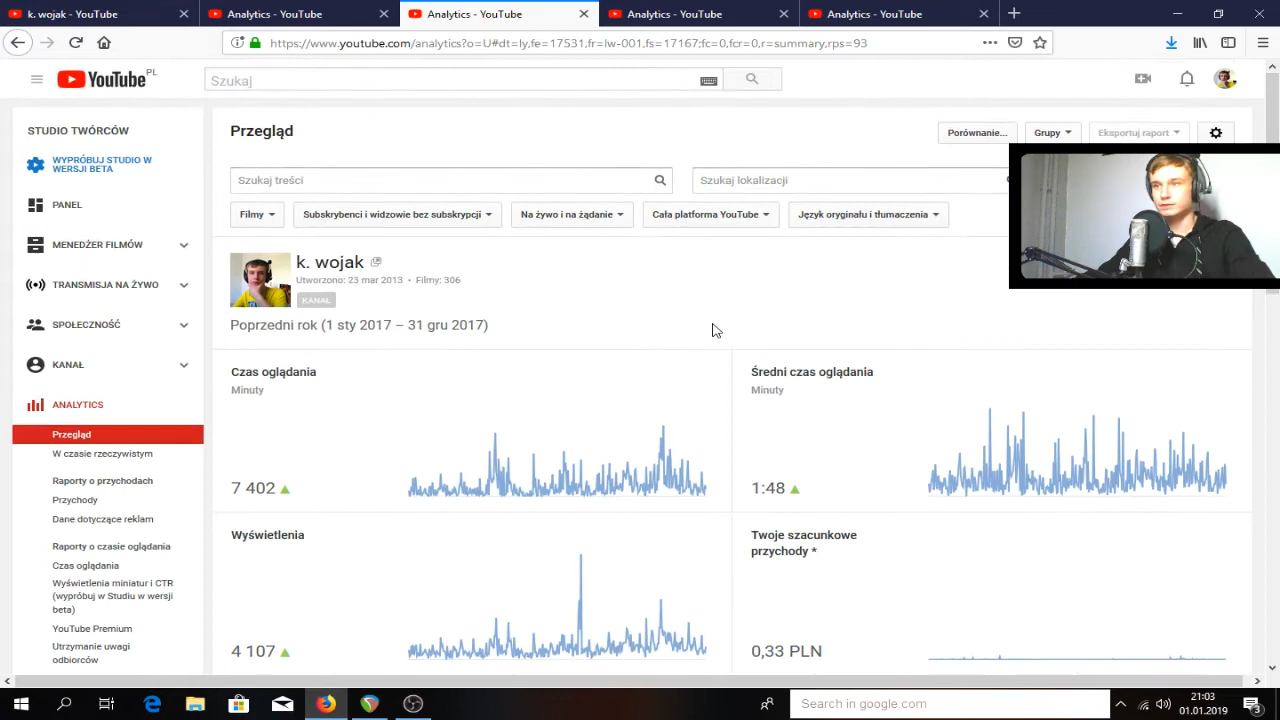 k. wojak - YouTube
Analytics - YouTube
Analytics - YouTube
Analytics - YouTube
Analytics - YouTube
https://www.youtube.com/analytics?o=U#dt=ly,fe=17531,fr=lw-001,fs=17167;fc=0,fcr=0,r=summary,rps=93
YouTube PL
Szukaj
STUDIO TWÓRCÓW
WYPRÓBUJ STUDIO W
WERSJI BETA
PANEL
MENEDŻER FILMÓW
TRANSMISJA NA ŻYWO
SPOŁECZNOŚĆ
KANAŁ
ANALYTICS
Przegląd
W czasie rzeczywistym
Raporty o przychodach
Przychody
Dane dotyczące reklam
Raporty o czasie oglądania
Czas oglądania
Wyświetlenia miniatur i CTR
(wypróbuj w Studiu w wersji
beta)
YouTube Premium
Utrzymanie uwagi
odbiorców
Przegląd
Porównanie...
Grupy
Eksportuj raport
Szukaj treści
Szukaj lokalizacji
Filmy
Subskrybenci i widzowie bez subskrypcji
Na żywo i na żądanie
Cała platforma YouTube
Język oryginału i tłumaczenia
k. wojak
Utworzono: 23 mar 2013 • Filmy: 306
KANAŁ
Poprzedni rok (1 sty 2017 – 31 gru 2017)
Czas oglądania
Minuty
7 402
Średni czas oglądania
Minuty
1:48
Wyświetlenia
4 107
Twoje szacunkowe
przychody *
0,33 PLN
Search in google.com
21:03
01.01.2019
3